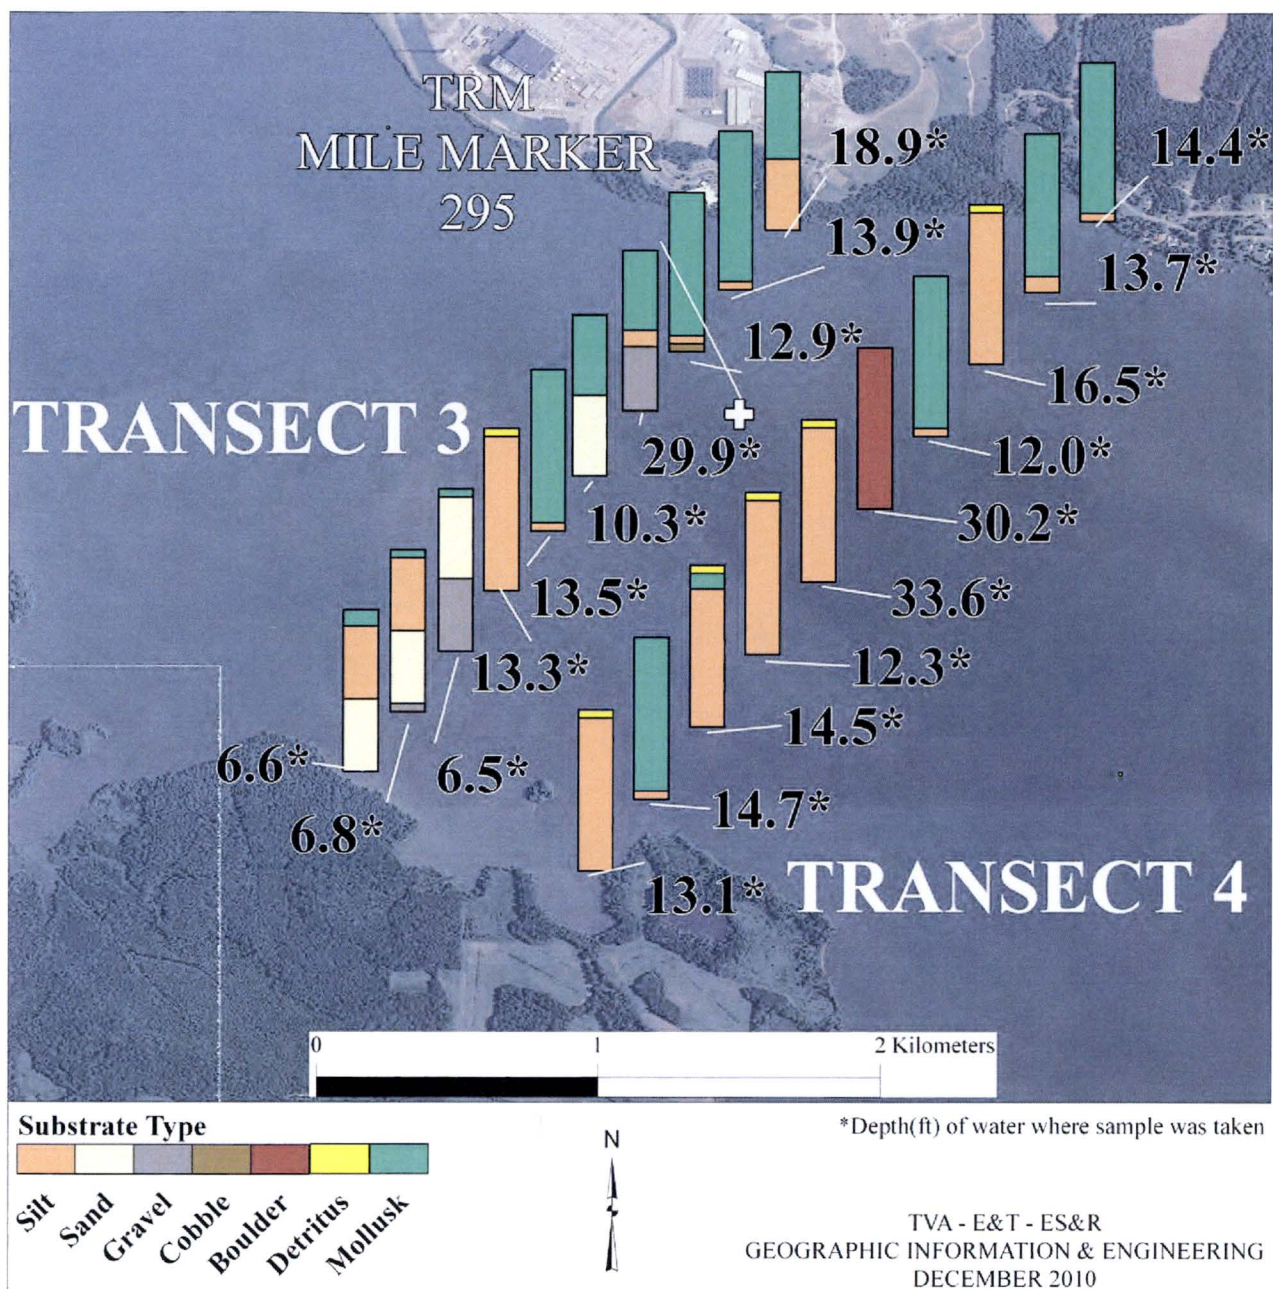 TRM
MILE MARKER
295
18.9*
14.4*
13.9*
13.7*
12.9*
16.5*
TRANSECT 3
29.9*
12.0*
10.3*
30.2*
13.5*
33.6*
13.3*
12.3*
6.6*
6.5*
14.5*
6.8*
14.7*
13.1*
TRANSECT 4
0 1 2 Kilometers
Substrate Type
*Depth(ft) of water where sample was taken
Silt
Sand
Gravel
Cobble
Boulder
Detritus
Mollusk
N
TVA - E&T - ES&R
GEOGRAPHIC INFORMATION & ENGINEERING
DECEMBER 2010